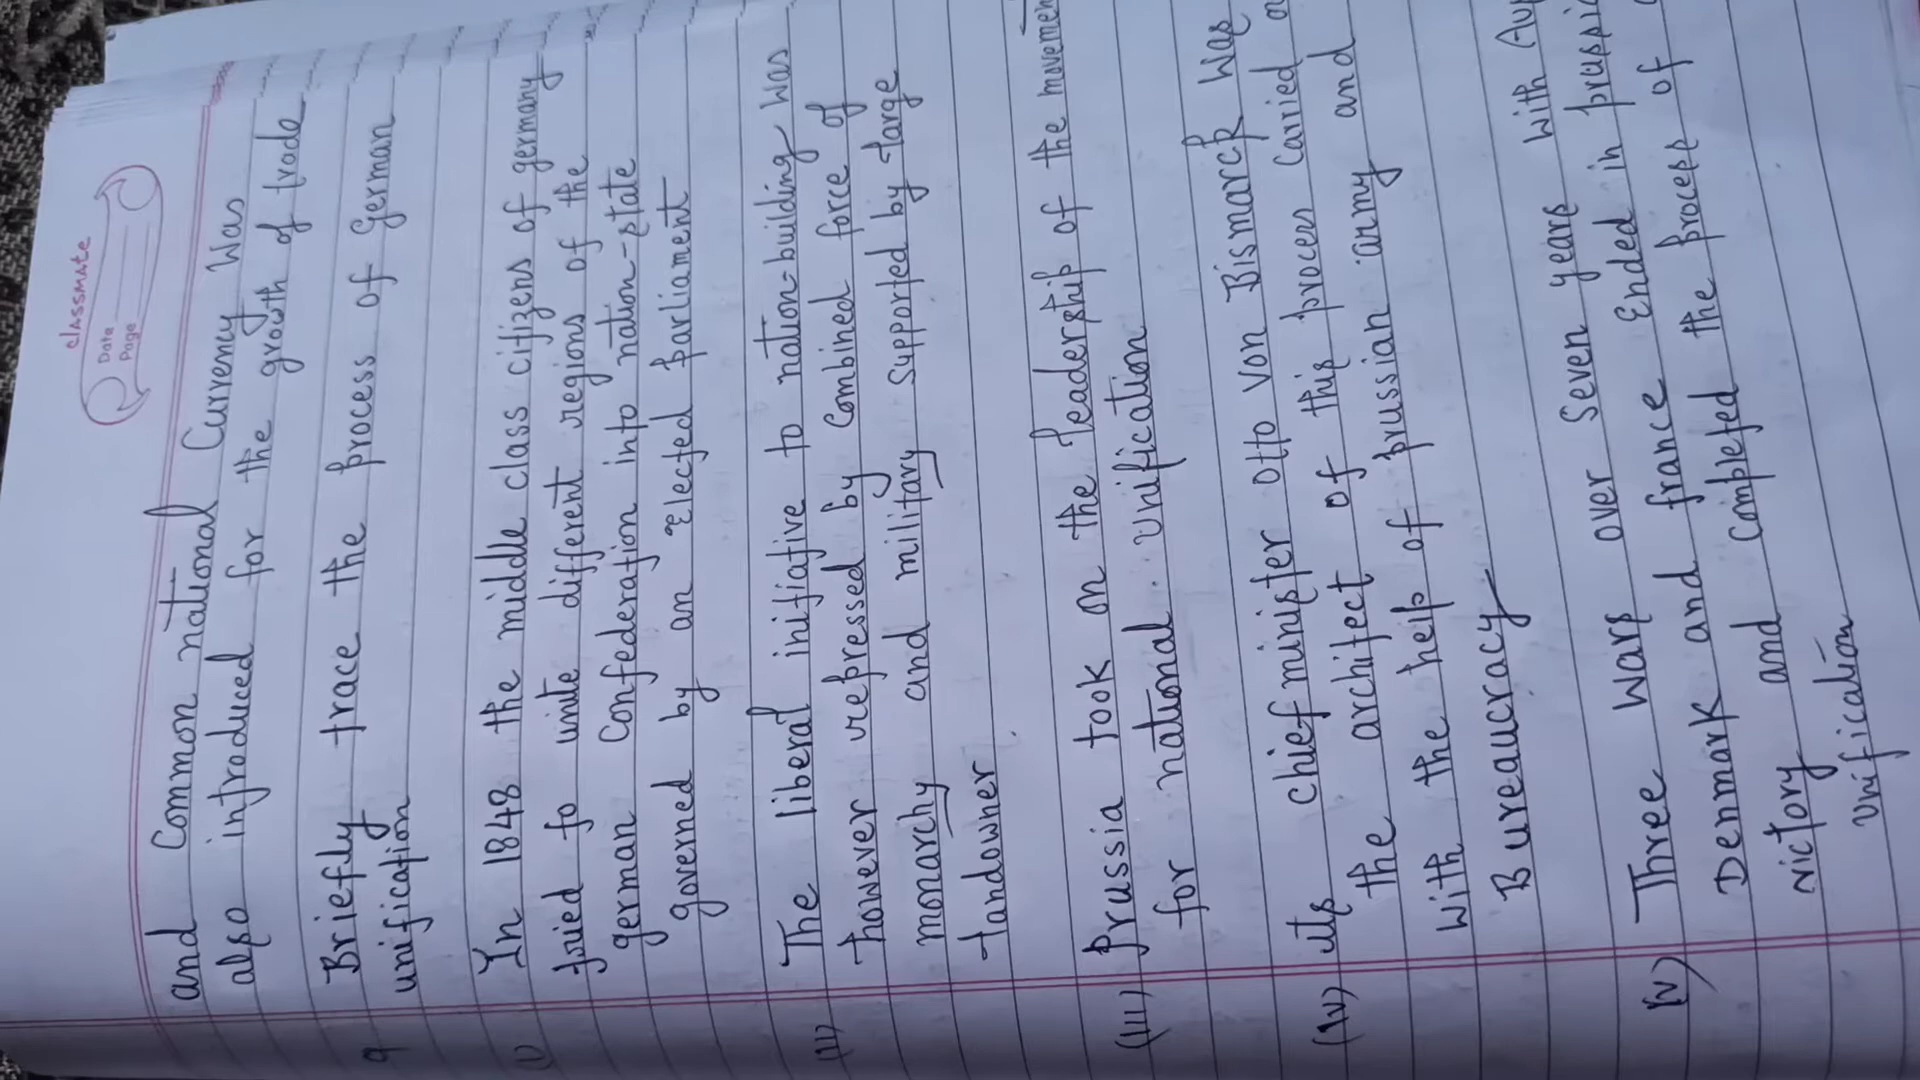 classmate
Date
Page
and Common national Currency Was
also introduced for the growth of trade
9 Briefly trace the process of German
unification
(i) In 1848 the middle class citizens of germany
tried to unite different regions of the
german Confederation into nation-state
governed by an Elected parliament
(ii) The liberal initiative to nation-building Was
however repressed by Combined force of
monarchy and military supported by large
landowner
(iii) Prussia took on the leadership of the movemen
for national Unification
(iv) its chief minister Otto Von Bismarck Was
the architect of this process Carried
With the help of prussian army and
Bureaucracy
(v) Three Wars over Seven years With
Denmark and france Ended in prussia
victory and Completed the process of
Unification